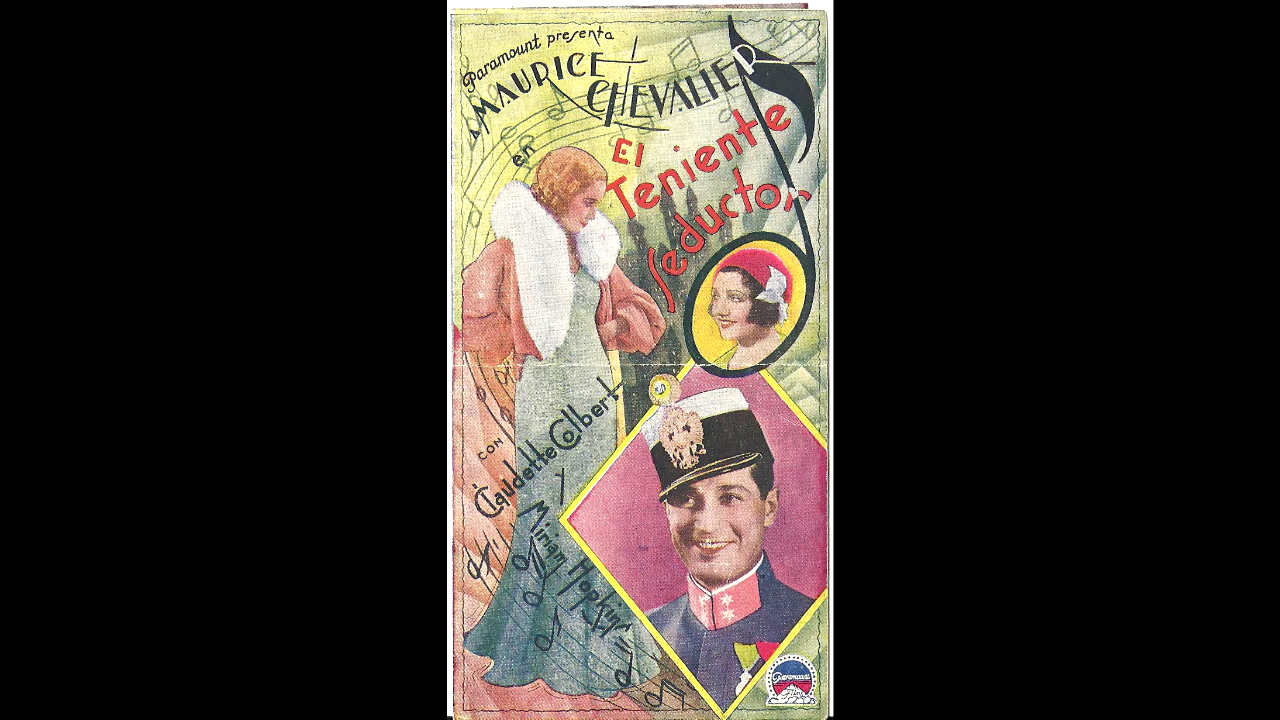 Paramount presenta
MAURICE
CHEVALIER
en
El
Teniente
seductor
con
Claudette Colbert
y
Miriam Hopkins
Paramount